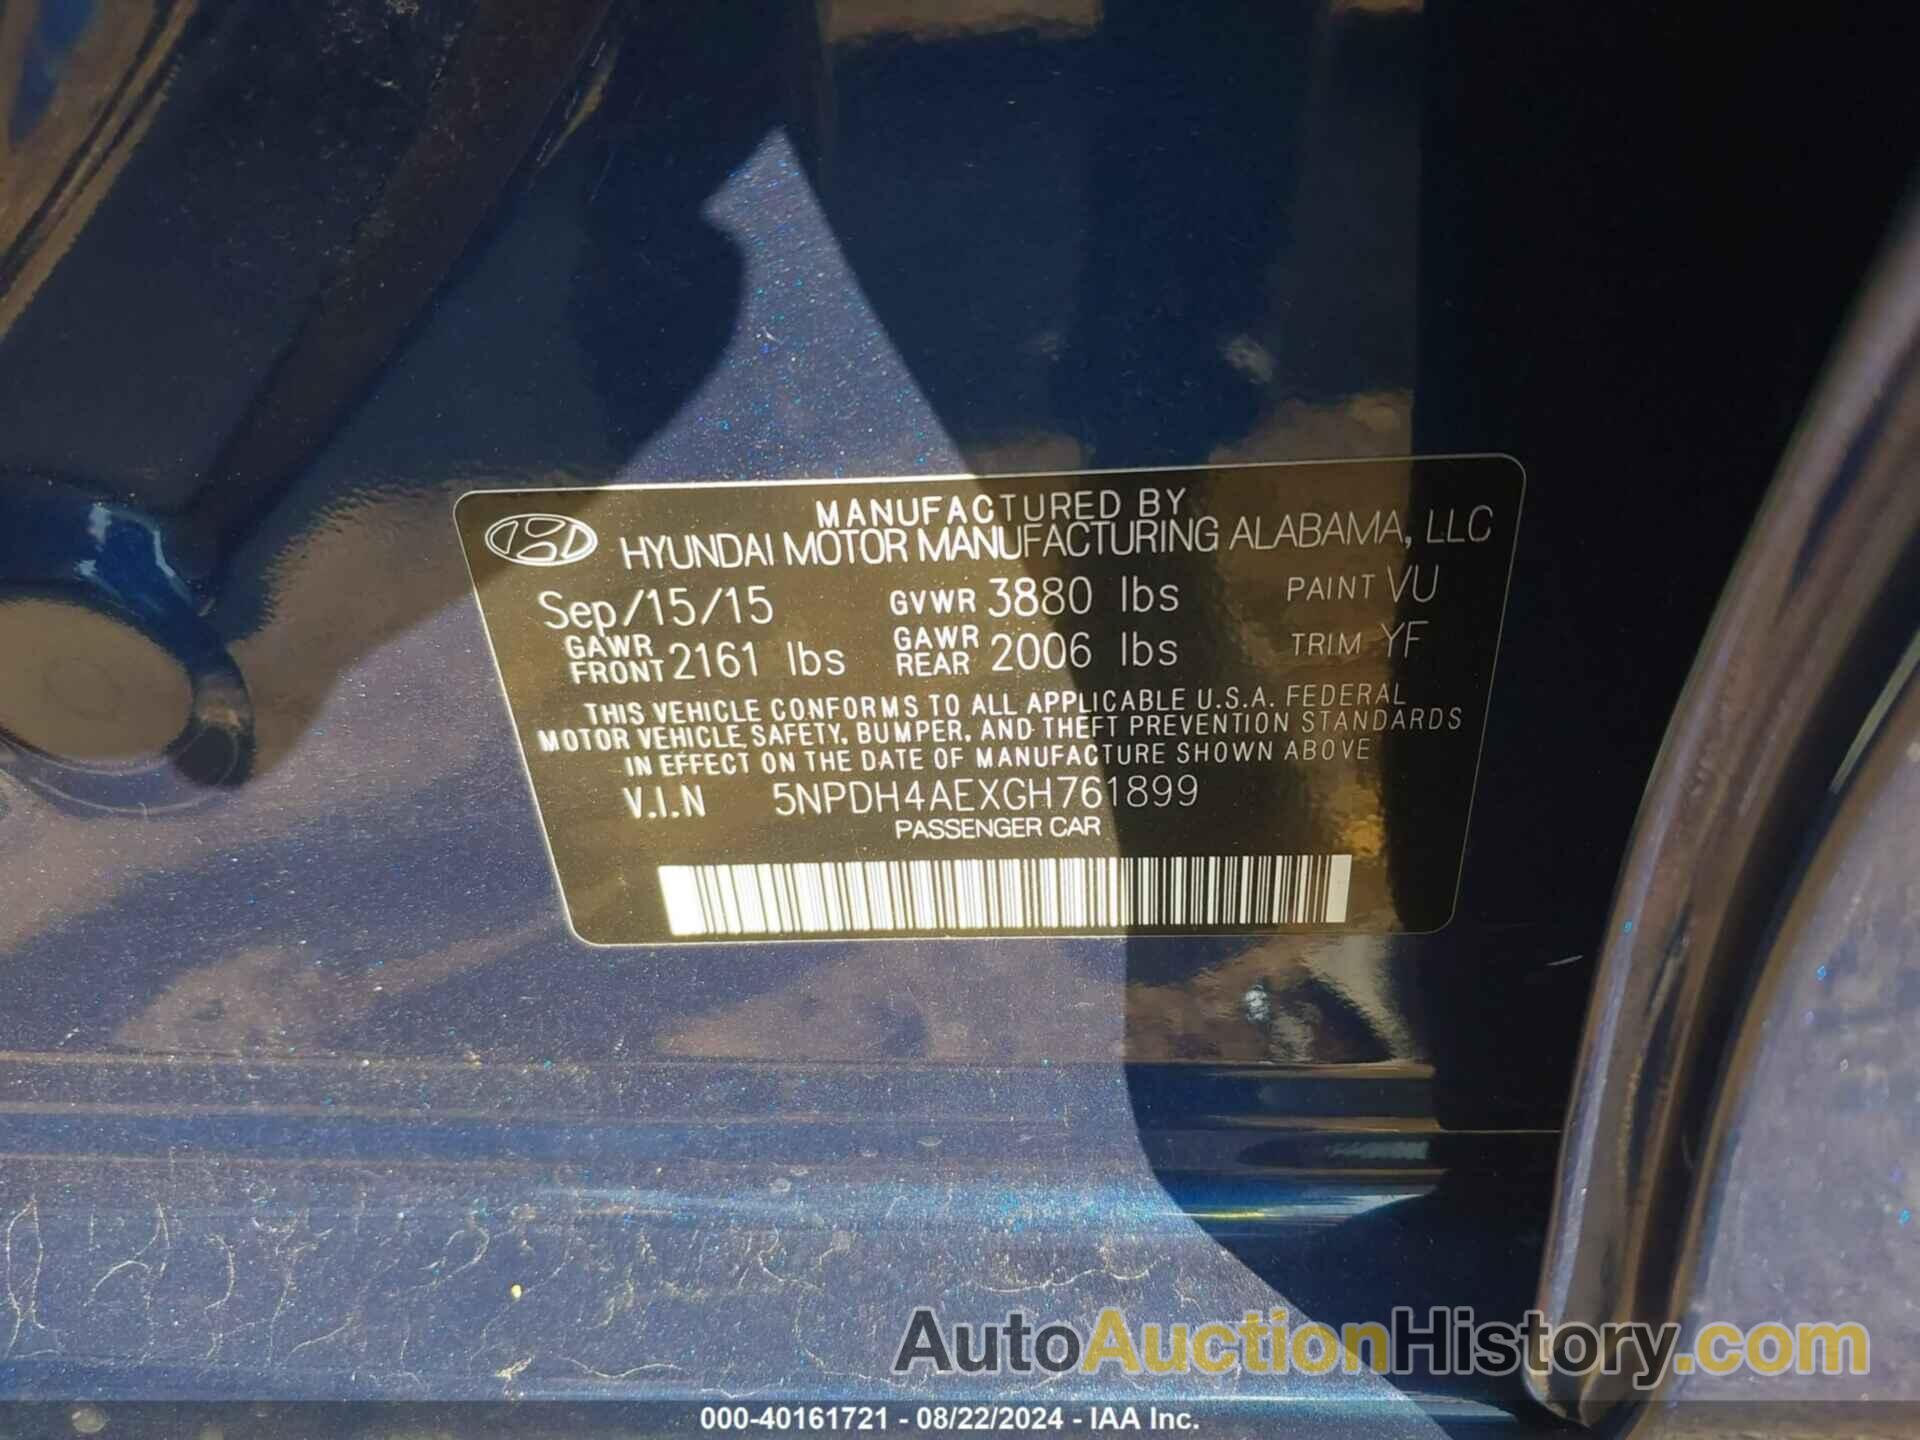 MANUFACTURED BY
HYUNDAI MOTOR MANUFACTURING ALABAMA, LLC
Sep/15/15 GVWR 3880 lbs PAINT VU
GAWR FRONT 2161 lbs GAWR REAR 2006 lbs TRIM YF
THIS VEHICLE CONFORMS TO ALL APPLICABLE U.S.A. FEDERAL
MOTOR VEHICLE SAFETY, BUMPER, AND THEFT PREVENTION STANDARDS
IN EFFECT ON THE DATE OF MANUFACTURE SHOWN ABOVE
V.I.N 5NPDH4AEXGH761899
PASSENGER CAR
AutoAuctionHistory.com
000-40161721 - 08/22/2024 - IAA Inc.